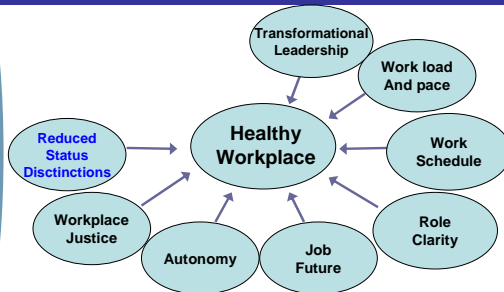 Transformational
Leadership
Work load
And pace
Healthy
Workplace
Work
Schedule
Reduced
Status
Disctinctions
Workplace
Justice
Role
Clarity
Autonomy
Job
Future